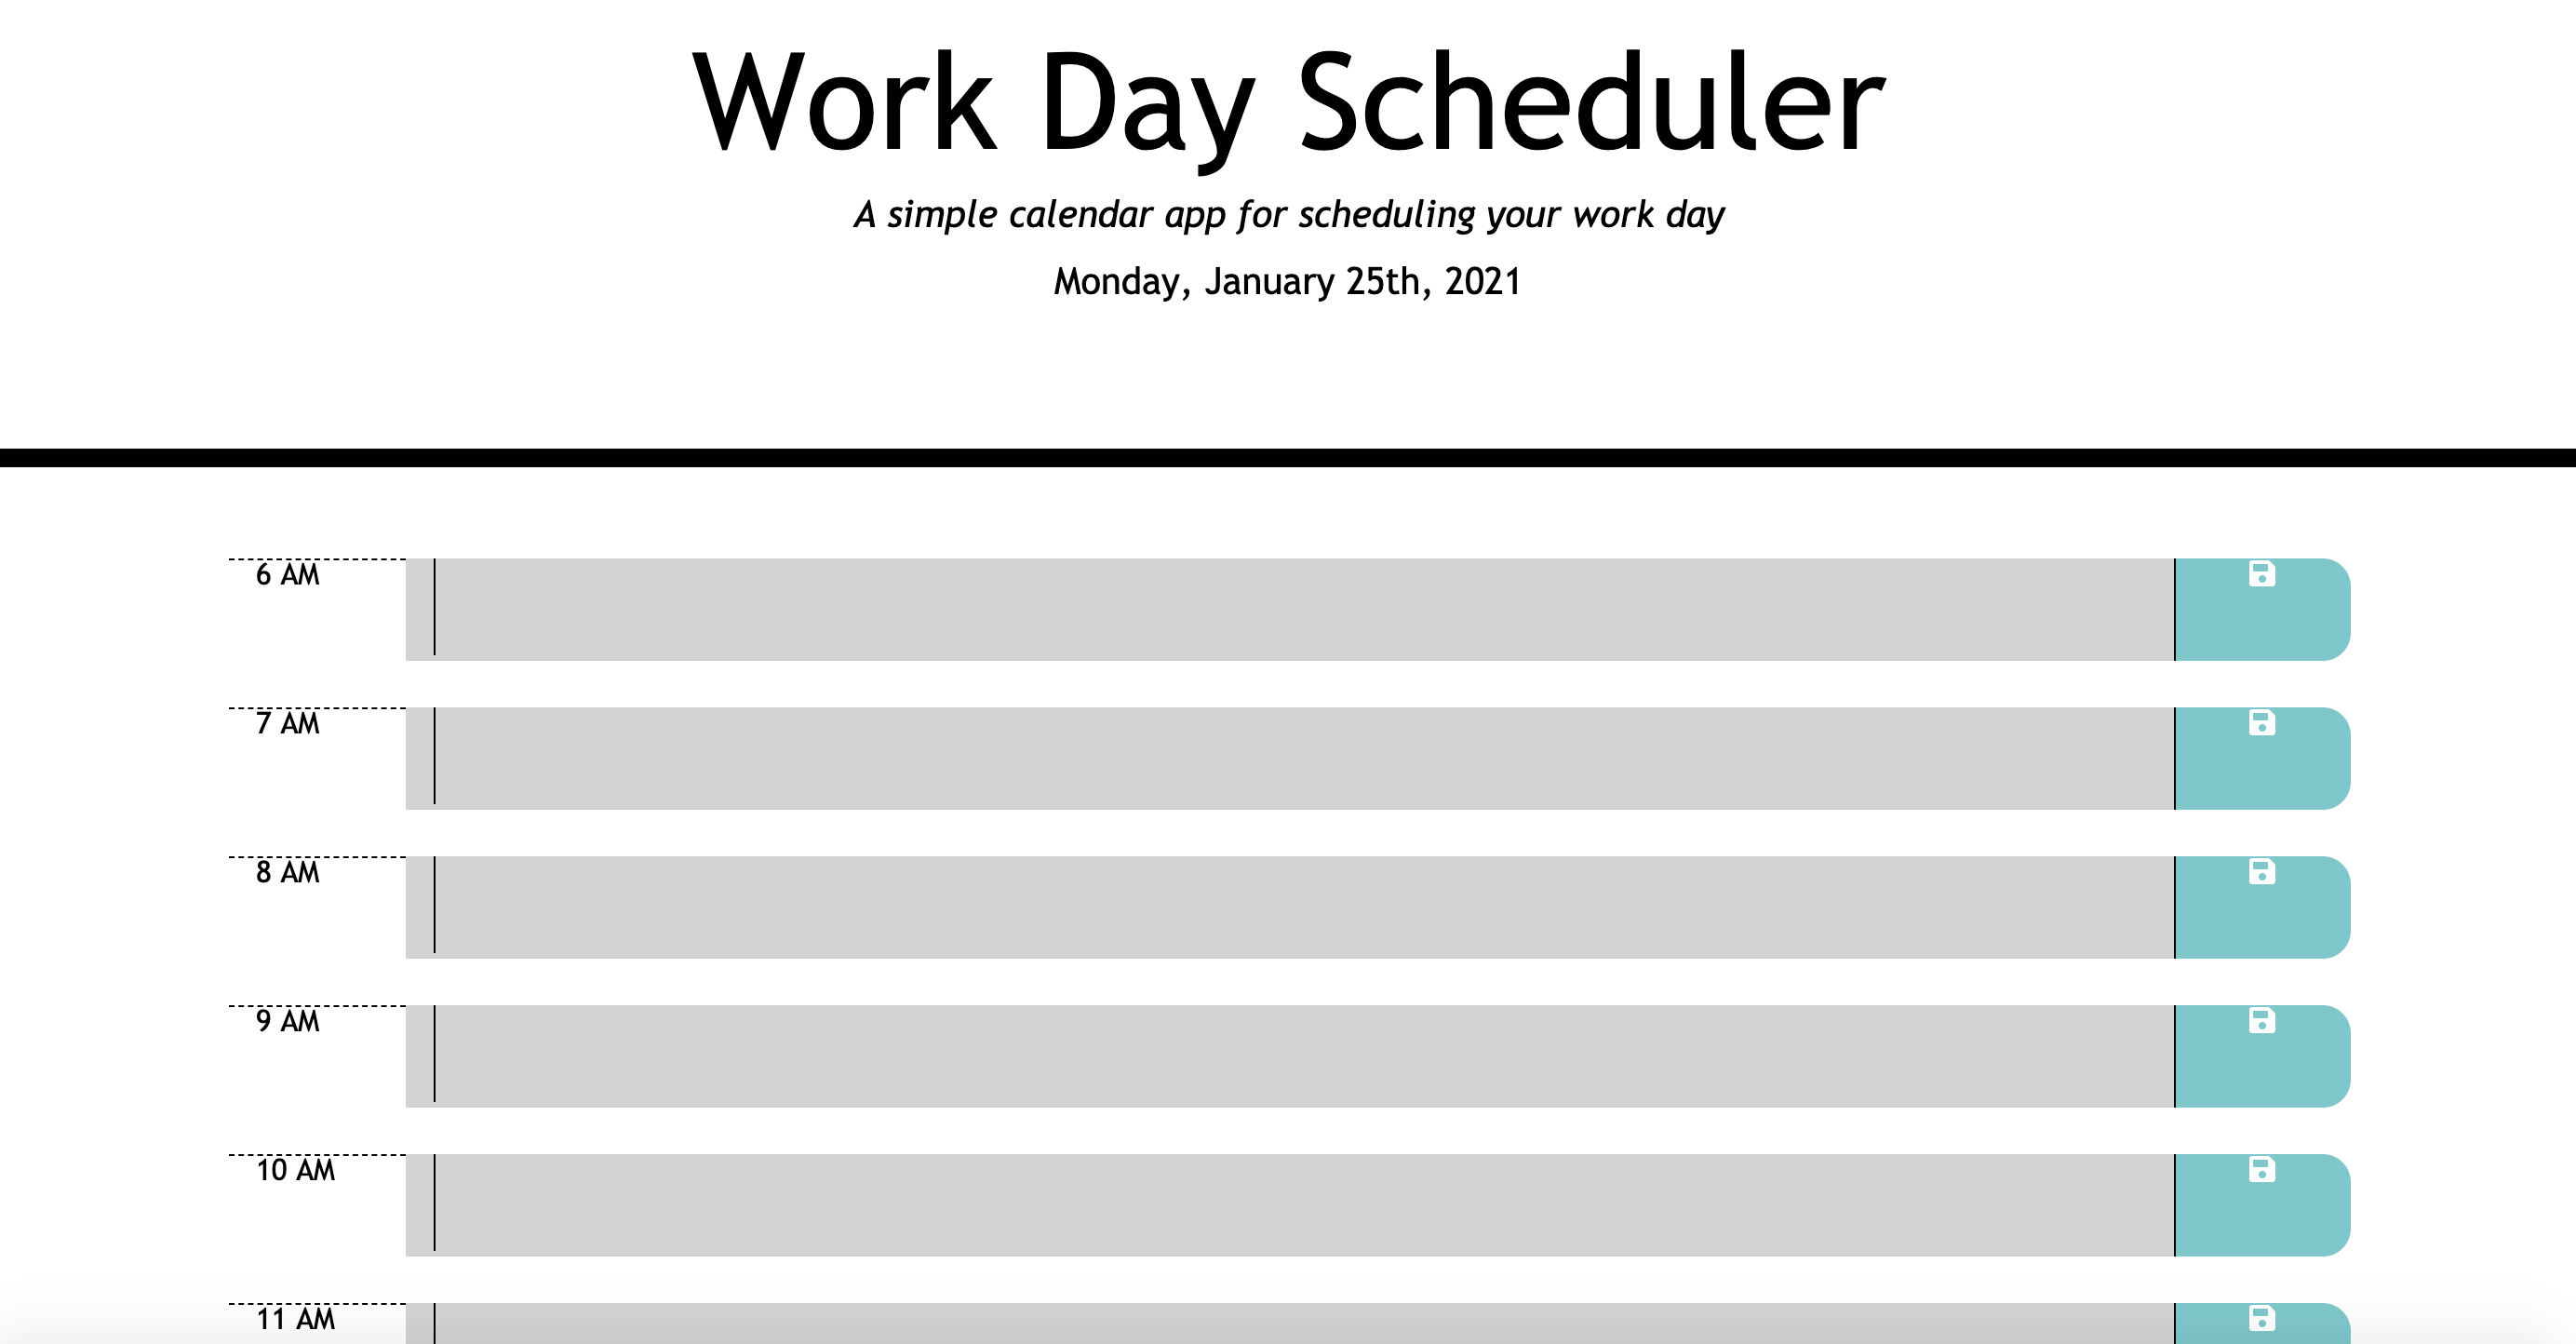 Work Day Scheduler
A simple calendar app for scheduling your work day
Monday, January 25th, 2021
6 AM
7 AM
8 AM
9 AM
10 AM
11 AM